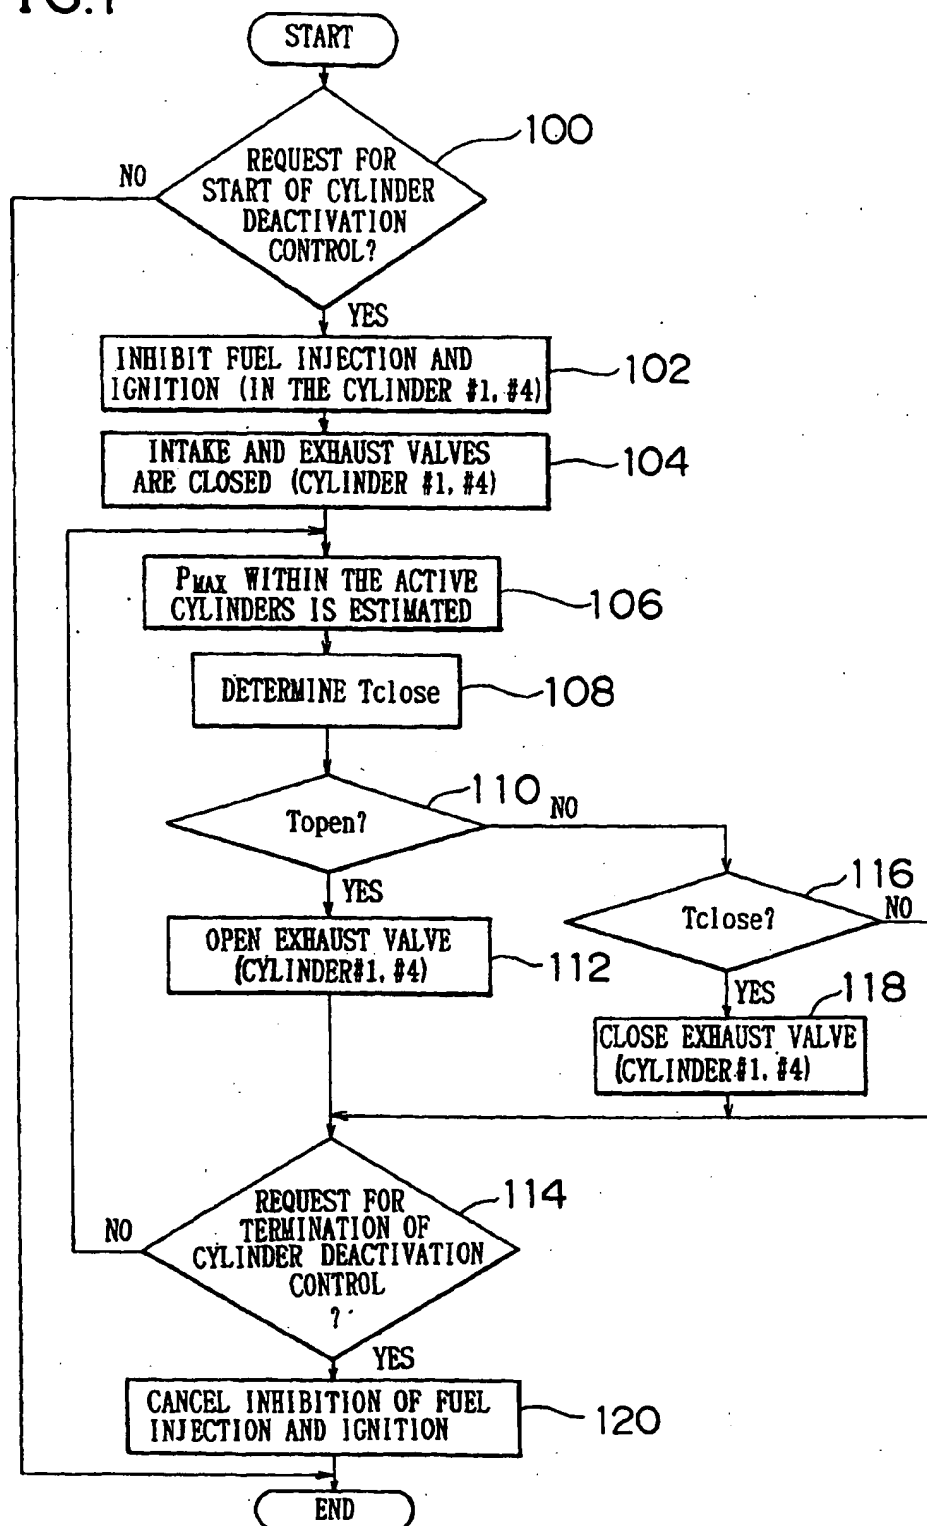 START
100
REQUEST FOR
START OF CYLINDER
DEACTIVATION
CONTROL?
NO
YES
INHIBIT FUEL INJECTION AND
IGNITION (IN THE CYLINDER #1, #4)
102
INTAKE AND EXHAUST VALVES
ARE CLOSED (CYLINDER #1, #4)
104
PMAX WITHIN THE ACTIVE
CYLINDERS IS ESTIMATED
106
DETERMINE Tclose
108
Topen?
110
NO
YES
Tclose?
116
NO
OPEN EXHAUST VALVE
(CYLINDER#1, #4)
112
YES
118
CLOSE EXHAUST VALVE
(CYLINDER#1, #4)
REQUEST FOR
TERMINATION OF
CYLINDER DEACTIVATION
CONTROL
?
114
NO
YES
CANCEL INHIBITION OF FUEL
INJECTION AND IGNITION
120
END